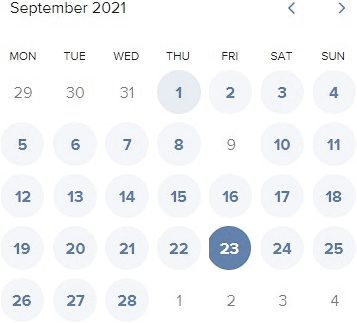 September 2021
MON TUE WED THU FRI SAT SUN
29 30 31 1 2 3 4
5 6 7 8 9 10 11
12 13 14 15 16 17 18
19 20 21 22 23 24 25
26 27 28 1 2 3 4